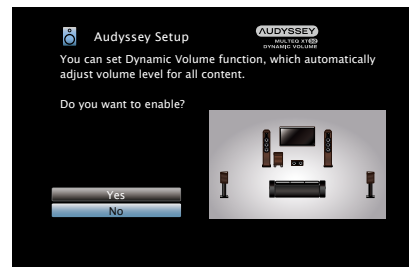 Audyssey Setup
AUDYSSEY
MULTEQ XT32
DYNAMIC VOLUME
You can set Dynamic Volume function, which automatically
adjust volume level for all content.
Do you want to enable?
Yes
No